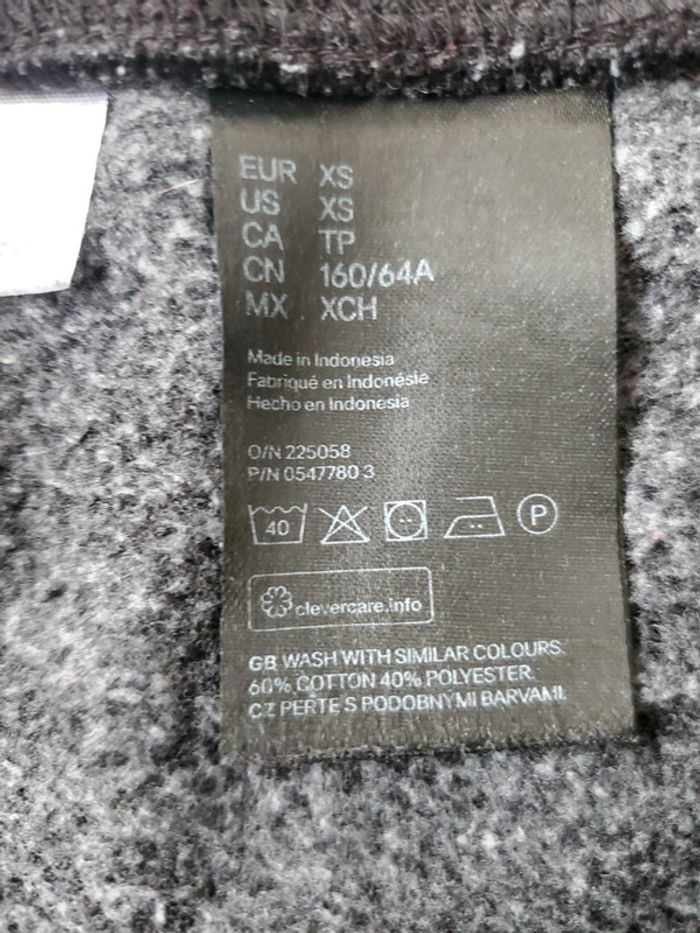 EUR XS
US XS
CA TP
CN 160/64A
MX XCH
Made in Indonesia
Fabriqué en Indonésie
Hecho en Indonesia
O/N 225058
P/N 0547780 3
40 P
clevercare.info
GB WASH WITH SIMILAR COLOURS.
60% COTTON 40% POLYESTER.
CZ PERTE S PODOBNÝMI BARVAMI.